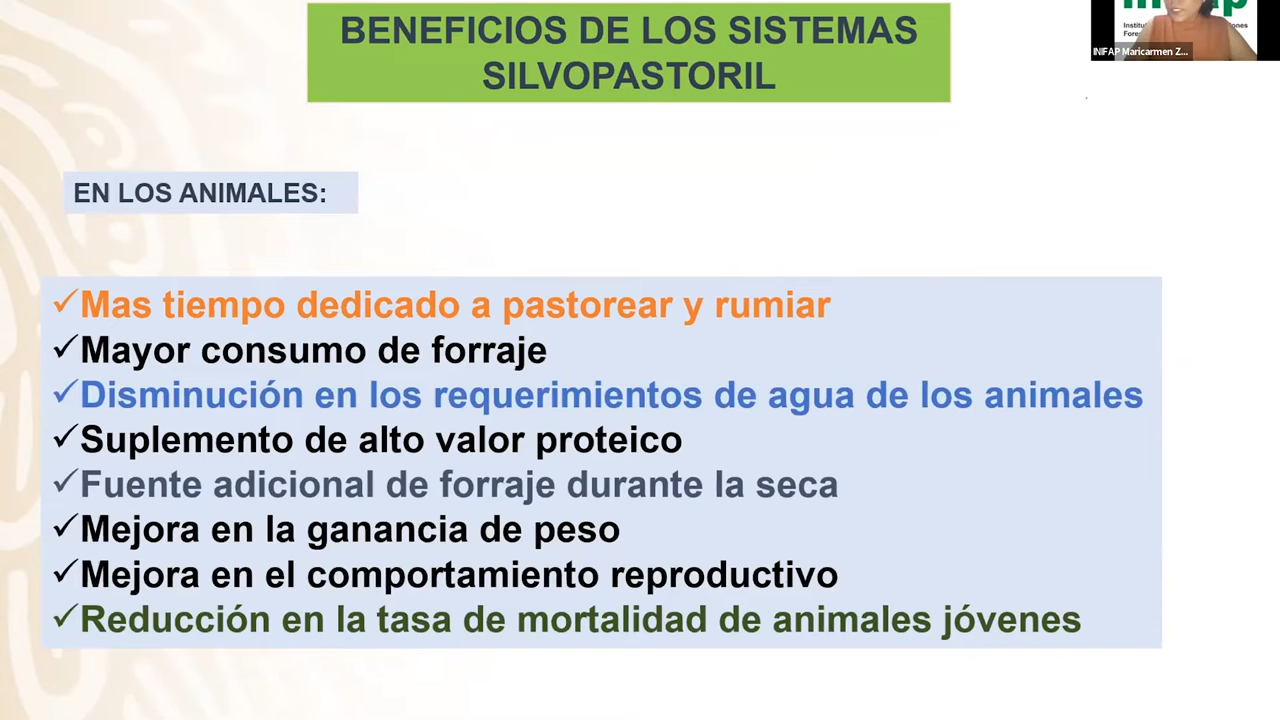 BENEFICIOS DE LOS SISTEMAS
SILVOPASTORIL
INIFAP Maricarmen Z...
EN LOS ANIMALES:
✓Mas tiempo dedicado a pastorear y rumiar
✓Mayor consumo de forraje
✓Disminución en los requerimientos de agua de los animales
✓Suplemento de alto valor proteico
✓Fuente adicional de forraje durante la seca
✓Mejora en la ganancia de peso
✓Mejora en el comportamiento reproductivo
✓Reducción en la tasa de mortalidad de animales jóvenes